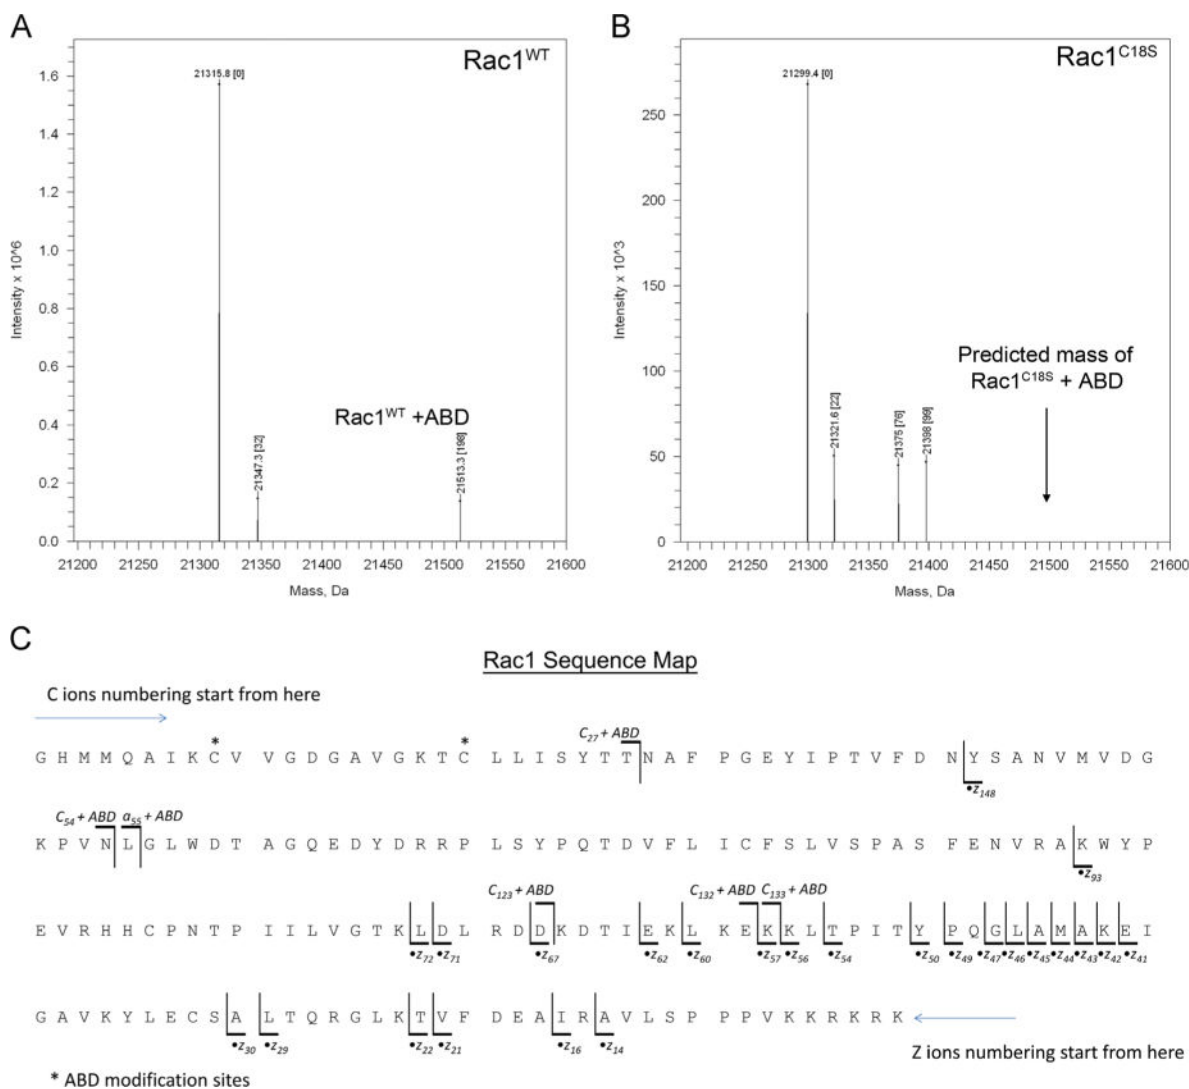 A
Rac1WT
21315.8 [0]
1.6
1.4
1.2
1.0
0.8
0.6
0.4
0.2
0.0
Intensity x 10^6
21347.3 [32]
Rac1WT +ABD
21513.3 [198]
21200 21250 21300 21350 21400 21450 21500 21550 21600
Mass, Da
B
Rac1C18S
21299.4 [0]
250
200
150
100
50
0
Intensity x 10^3
21321.6 [22]
21375 [76]
21398 [99]
Predicted mass of
Rac1C18S + ABD
21200 21250 21300 21350 21400 21450 21500 21550 21600
Mass, Da
C
Rac1 Sequence Map
C ions numbering start from here
* *
C27 + ABD
G H M M Q A I K C V V G D G A V G K T C L L I S Y T T N A F P G E Y I P T V F D N Y S A N V M V D G
•z148
C54 + ABD a55 + ABD
K P V N L G L W D T A G Q E D Y D R R P L S Y P Q T D V F L I C F S L V S P A S F E N V R A K W Y P
•z93
C123 + ABD C132 + ABD C133 + ABD
E V R H H C P N T P I I L V G T K L D L R D D K D T I E K L K E K K L T P I T Y P Q G L A M A K E I
•z72 •z71 •z67 •z62 •z60 •z57 •z56 •z54 •z50 •z49 •z47 •z46 •z45 •z44 •z43 •z42 •z41
G A V K Y L E C S A L T Q R G L K T V F D E A I R A V L S P P P V K K R K R K
•z30 •z29 •z22 •z21 •z16 •z14
Z ions numbering start from here
* ABD modification sites